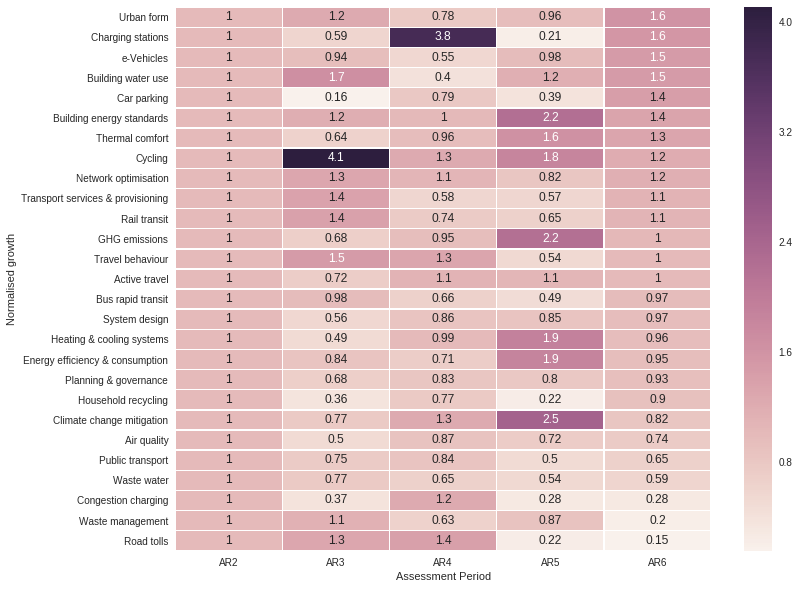 Urban form 1 1.2 0.78 0.96 1.6
Charging stations 1 0.59 3.8 0.21 1.6
e-Vehicles 1 0.94 0.55 0.98 1.5
Building water use 1 1.7 0.4 1.2 1.5
Car parking 1 0.16 0.79 0.39 1.4
Building energy standards 1 1.2 1 2.2 1.4
Thermal comfort 1 0.64 0.96 1.6 1.3
Cycling 1 4.1 1.3 1.8 1.2
Network optimisation 1 1.3 1.1 0.82 1.2
Transport services & provisioning 1 1.4 0.58 0.57 1.1
Rail transit 1 1.4 0.74 0.65 1.1
GHG emissions 1 0.68 0.95 2.2 1
Travel behaviour 1 1.5 1.3 0.54 1
Active travel 1 0.72 1.1 1.1 1
Bus rapid transit 1 0.98 0.66 0.49 0.97
System design 1 0.56 0.86 0.85 0.97
Heating & cooling systems 1 0.49 0.99 1.9 0.96
Energy efficiency & consumption 1 0.84 0.71 1.9 0.95
Planning & governance 1 0.68 0.83 0.8 0.93
Household recycling 1 0.36 0.77 0.22 0.9
Climate change mitigation 1 0.77 1.3 2.5 0.82
Air quality 1 0.5 0.87 0.72 0.74
Public transport 1 0.75 0.84 0.5 0.65
Waste water 1 0.77 0.65 0.54 0.59
Congestion charging 1 0.37 1.2 0.28 0.28
Waste management 1 1.1 0.63 0.87 0.2
Road tolls 1 1.3 1.4 0.22 0.15
AR2 AR3 AR4 AR5 AR6
Assessment Period
Normalised growth
4.0
3.2
2.4
1.6
0.8